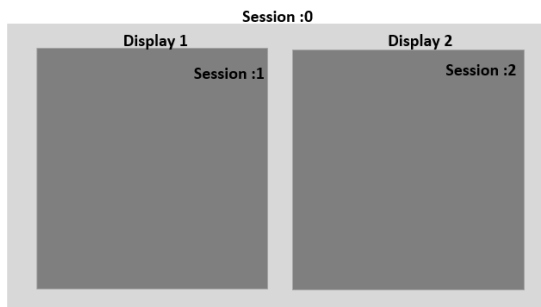 Session :0
Display 1
Display 2
Session :1
Session :2